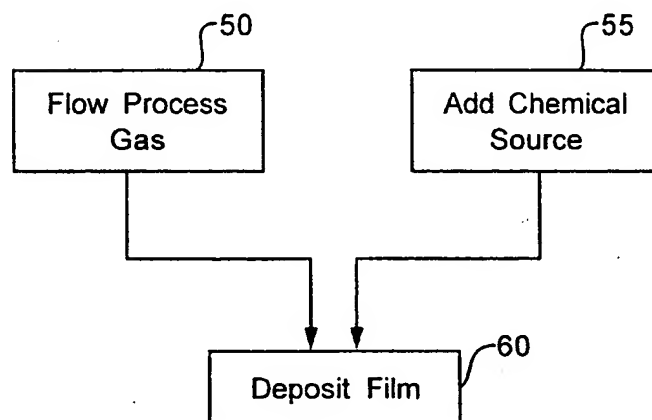 50
Flow Process
Gas
55
Add Chemical
Source
60
Deposit Film